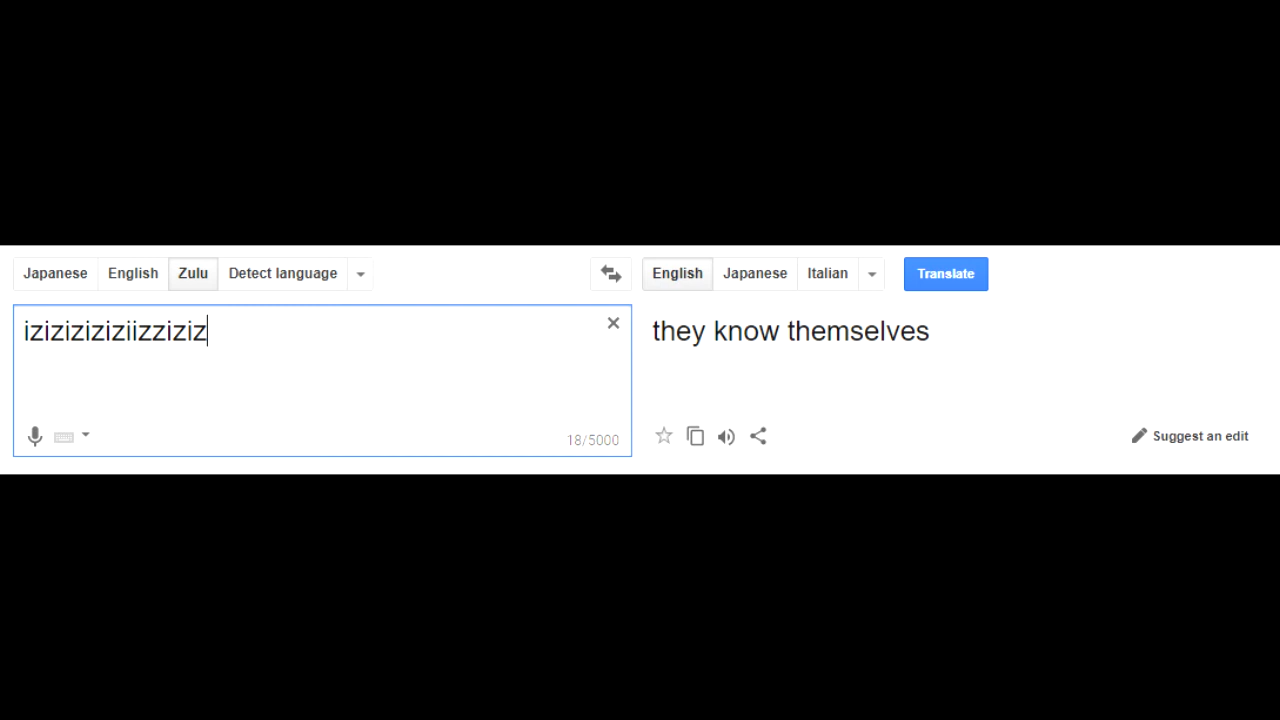 Japanese English Zulu Detect language English Japanese Italian Translate
iziziziziziizziziz they know themselves
18/5000 Suggest an edit